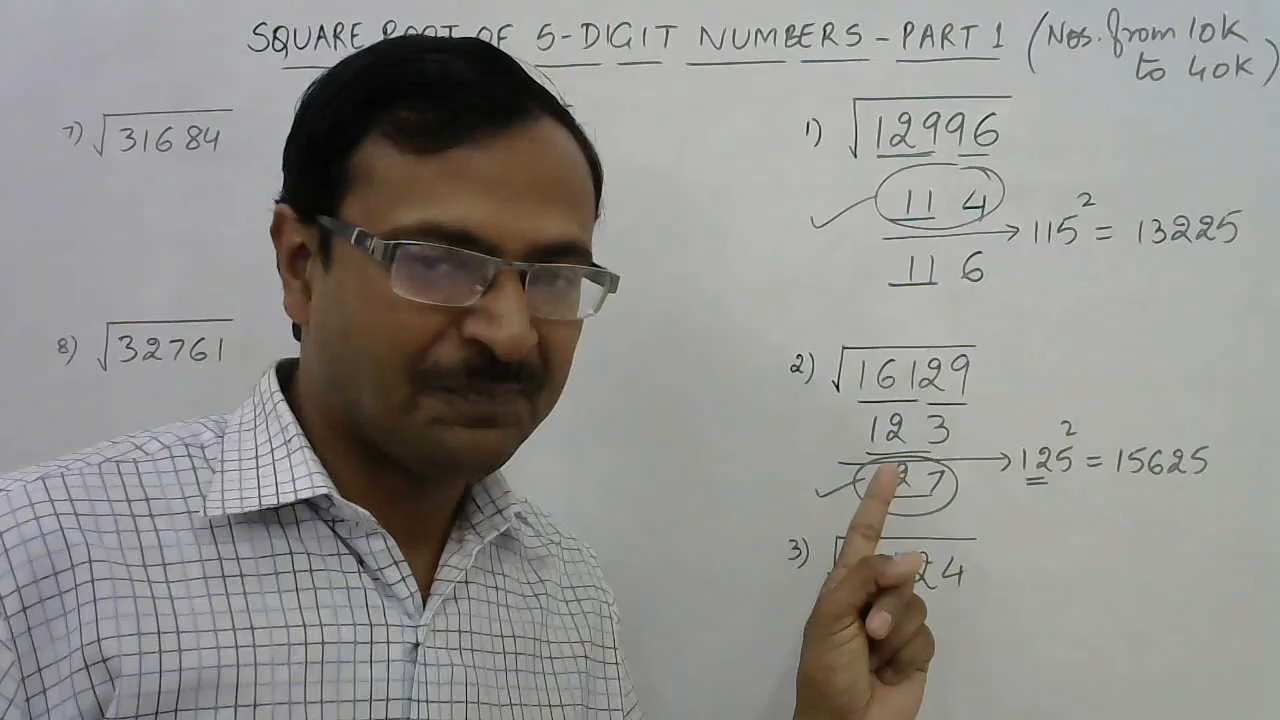 SQUARE ROOT OF 5-DIGIT NUMBERS - PART 1 (Nos. from 10K
to 40K)
7) √31684
8) √32761
1) √12996
11 4
11 6
115² = 13225
2) √16129
12 3
2 7
125² = 15625
3) √ 24